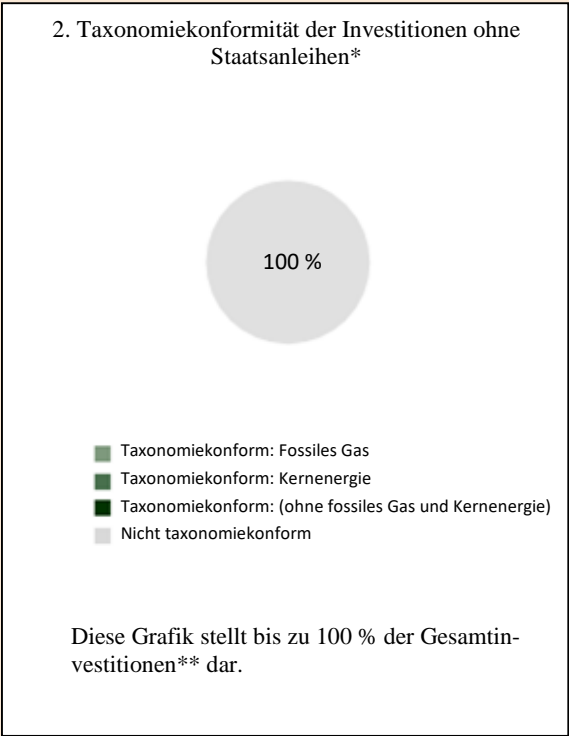 2. Taxonomiekonformität der Investitionen ohne
Staatsanleihen*
100 %
Taxonomiekonform: Fossiles Gas
Taxonomiekonform: Kernenergie
Taxonomiekonform: (ohne fossiles Gas und Kernenergie)
Nicht taxonomiekonform
Diese Grafik stellt bis zu 100 % der Gesamtin-
vestitionen** dar.